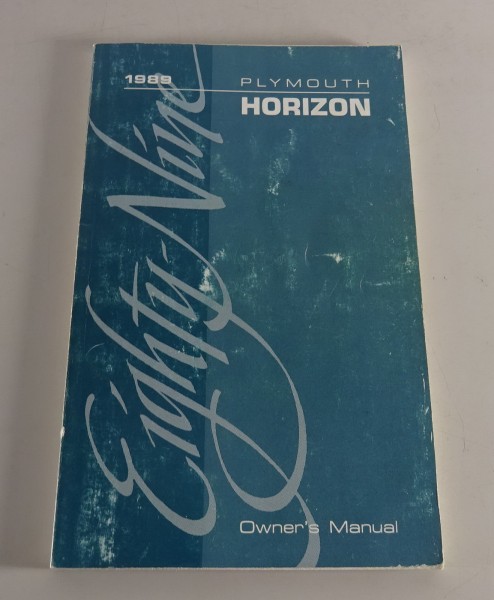 1989
PLYMOUTH
HORIZON
Eighty-Nine
Owner's Manual